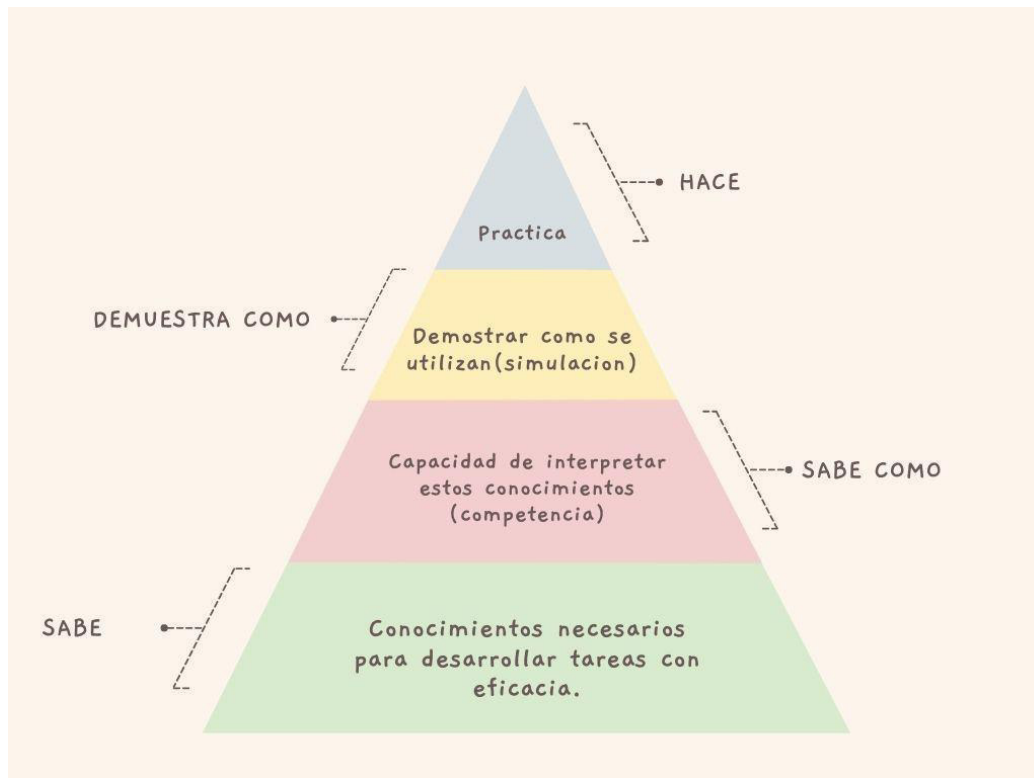 HACE
Practica
DEMUESTRA COMO
Demostrar como se
utilizan(simulacion)
Capacidad de interpretar
estos conocimientos
(competencia)
SABE COMO
SABE
Conocimientos necesarios
para desarrollar tareas con
eficacia.